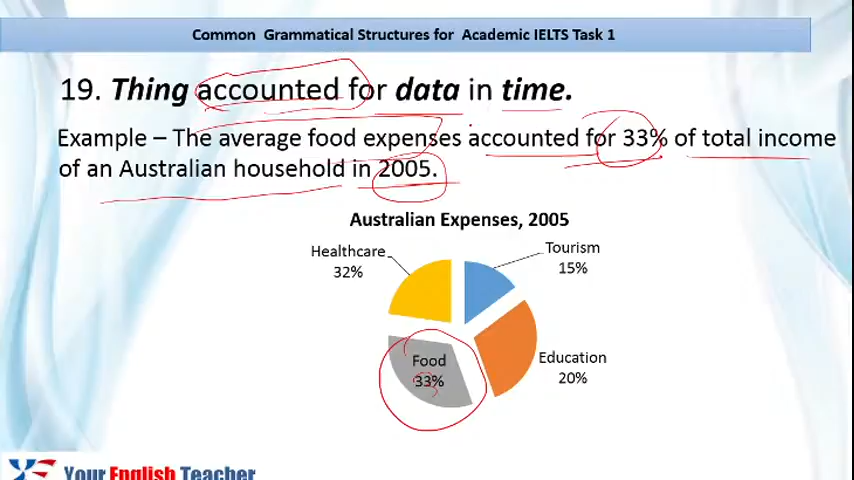 Common Grammatical Structures for Academic IELTS Task 1
19. Thing accounted for data in time.
Example – The average food expenses accounted for 33% of total income
of an Australian household in 2005.
Australian Expenses, 2005
Healthcare
32%
Tourism
15%
Food
33%
Education
20%
Your English Teacher